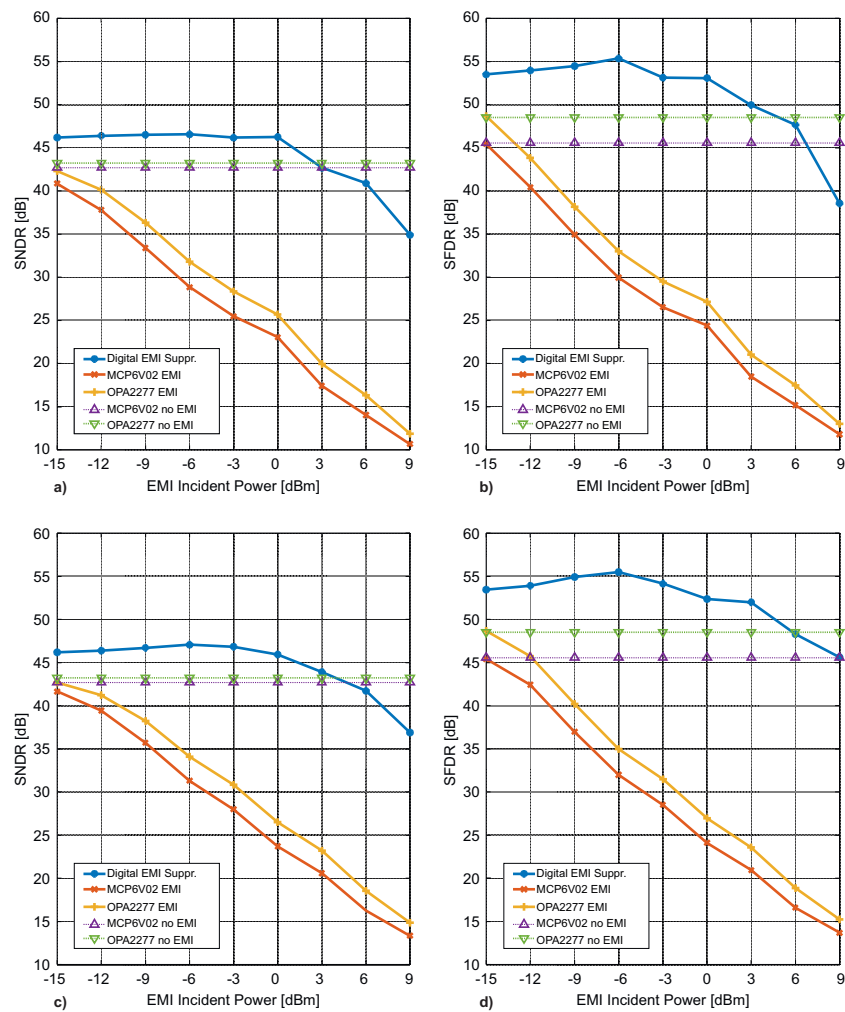 60
55
50
45
40
35
30
25
20
15
10
SNDR [dB]
Digital EMI Suppr.
MCP6V02 EMI
OPA2277 EMI
MCP6V02 no EMI
OPA2277 no EMI
-15 -12 -9 -6 -3 0 3 6 9
a) EMI Incident Power [dBm]
60
55
50
45
40
35
30
25
20
15
10
SFDR [dB]
Digital EMI Suppr.
MCP6V02 EMI
OPA2277 EMI
MCP6V02 no EMI
OPA2277 no EMI
-15 -12 -9 -6 -3 0 3 6 9
b) EMI Incident Power [dBm]
60
55
50
45
40
35
30
25
20
15
10
SNDR [dB]
Digital EMI Suppr.
MCP6V02 EMI
OPA2277 EMI
MCP6V02 no EMI
OPA2277 no EMI
-15 -12 -9 -6 -3 0 3 6 9
c) EMI Incident Power [dBm]
60
55
50
45
40
35
30
25
20
15
10
SFDR [dB]
Digital EMI Suppr.
MCP6V02 EMI
OPA2277 EMI
MCP6V02 no EMI
OPA2277 no EMI
-15 -12 -9 -6 -3 0 3 6 9
d) EMI Incident Power [dBm]